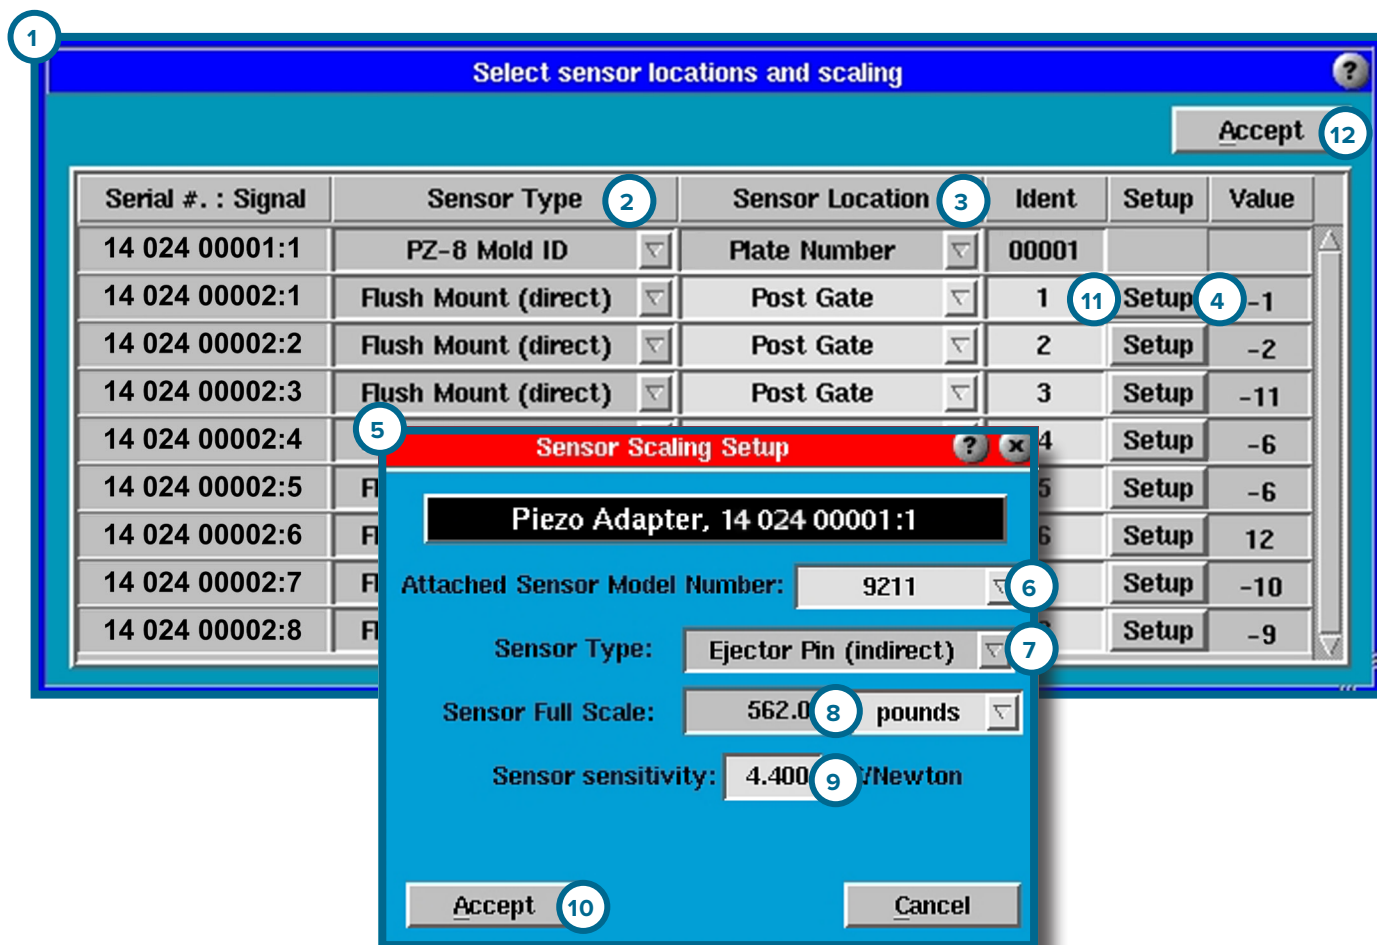 1
Select sensor locations and scaling ?
Accept 12
Serial #. : Signal Sensor Type 2 Sensor Location 3 Ident Setup Value
14 024 00001:1 PZ-8 Mold ID Plate Number 00001
14 024 00002:1 Flush Mount (direct) Post Gate 1 11 Setup 4 -1
14 024 00002:2 Flush Mount (direct) Post Gate 2 Setup -2
14 024 00002:3 Flush Mount (direct) Post Gate 3 Setup -11
14 024 00002:4 4 Setup -6
14 024 00002:5 5 Setup -6
14 024 00002:6 6 Setup 12
14 024 00002:7 Setup -10
14 024 00002:8 Setup -9
5
Sensor Scaling Setup ? x
Piezo Adapter, 14 024 00001:1
Attached Sensor Model Number: 9211 6
Sensor Type: Ejector Pin (indirect) 7
Sensor Full Scale: 562.0 8 pounds
Sensor sensitivity: 4.400 9 /Newton
Accept 10 Cancel